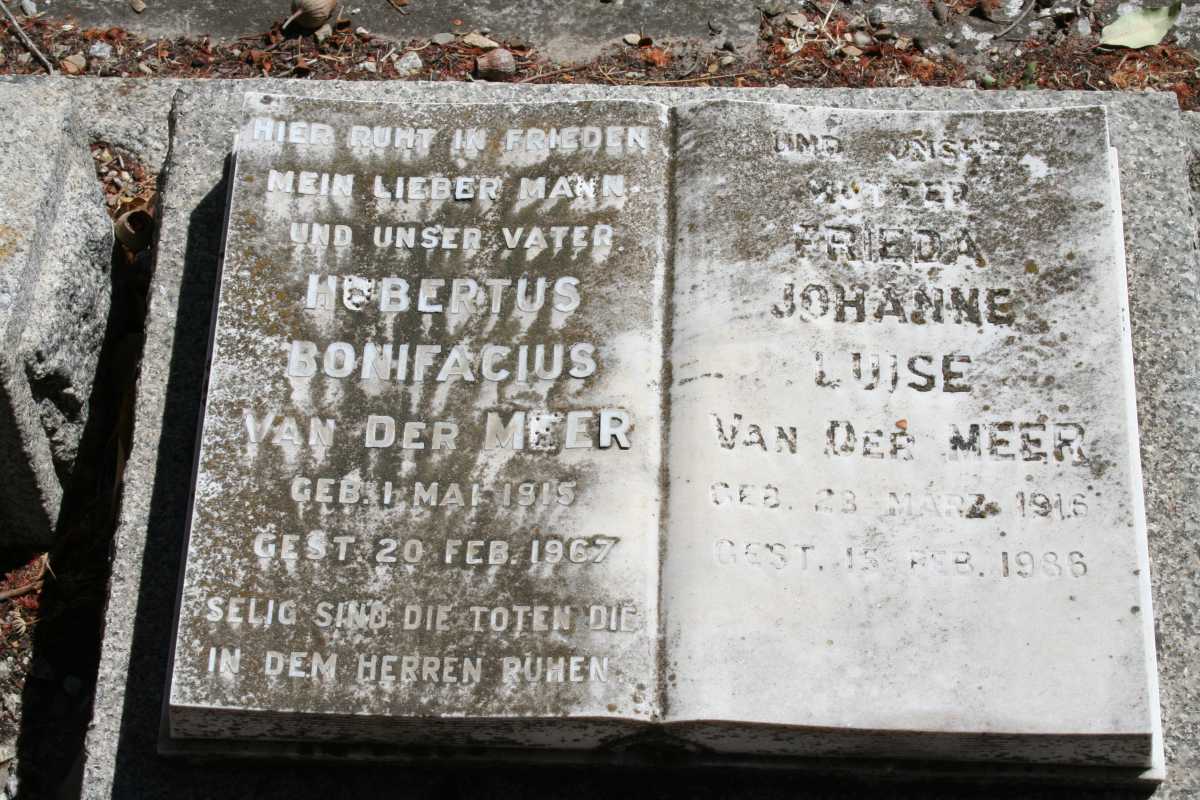 HIER RUHT IN FRIEDEN
MEIN LIEBER MANN
UND UNSER VATER
HUBERTUS
BONIFACIUS
VAN DER MEER
GEB. 1 MAI 1915
GEST. 20 FEB. 1967
SELIG SIND DIE TOTEN DIE
IN DEM HERREN RUHEN
UND UNSRE
MUTTER
FRIEDA
JOHANNE
LUISE
VAN DER MEER
GEB. 28 MÄRZ 1916
GEST. 15 FEB. 1986